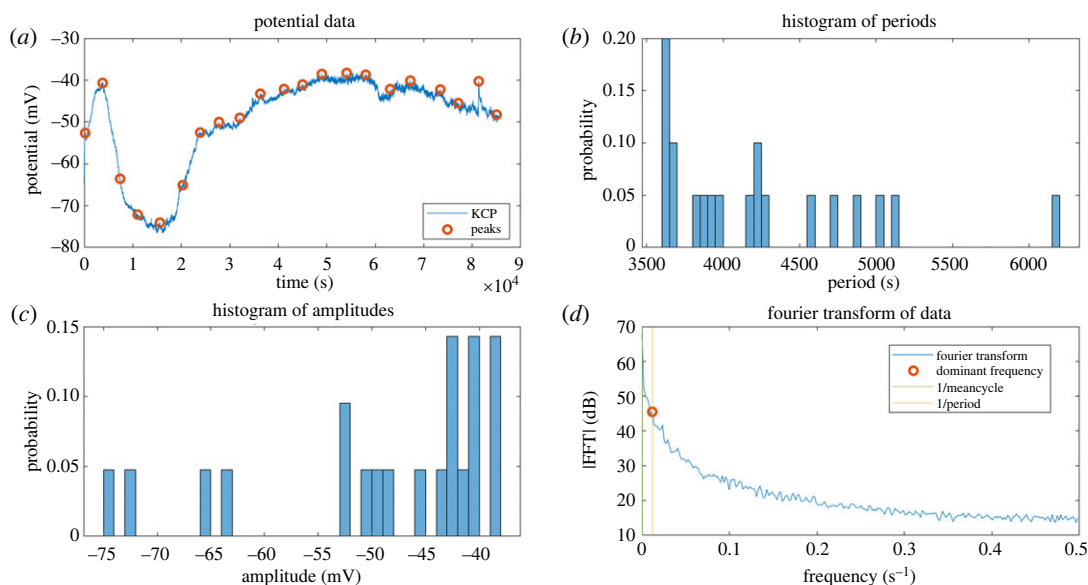 (a)
potential data
−30
−40
−50
−60
−70
−80
potential (mV)
KCP
peaks
0
1
2
3
4
5
6
7
8
9
×10⁴
time (s)
(b)
histogram of periods
0.20
0.15
0.10
0.05
0
probability
3500
4000
4500
5000
5500
6000
period (s)
(c)
histogram of amplitudes
0.15
0.10
0.05
0
probability
−75
−70
−65
−60
−55
−50
−45
−40
amplitude (mV)
(d)
fourier transform of data
70
60
50
40
30
20
10
|FFT| (dB)
fourier transform
dominant frequency
1/meancycle
1/period
0
0.1
0.2
0.3
0.4
0.5
frequency (s⁻¹)